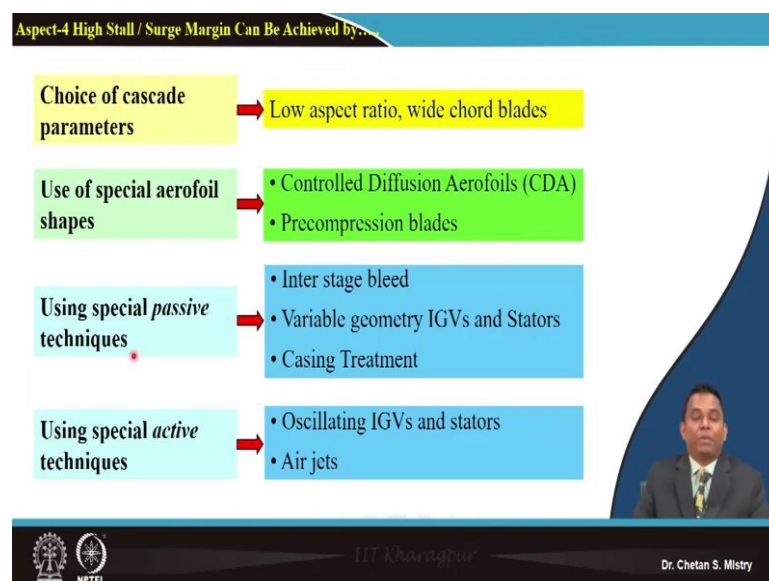 Aspect-4 High Stall / Surge Margin Can Be Achieved by….
Choice of cascade
parameters
Low aspect ratio, wide chord blades
Use of special aerofoil
shapes
• Controlled Diffusion Aerofoils (CDA)
• Precompression blades
Using special passive
techniques
• Inter stage bleed
• Variable geometry IGVs and Stators
• Casing Treatment
Using special active
techniques
• Oscillating IGVs and stators
• Air jets
IIT Kharagpur
NPTEL
Dr. Chetan S. Mistry